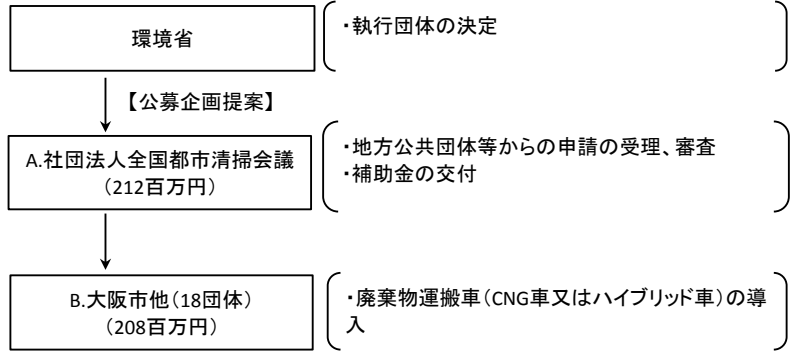 環境省
・執行団体の決定
【公募企画提案】
A.社団法人全国都市清掃会議
（212百万円）
・地方公共団体等からの申請の受理、審査
・補助金の交付
B.大阪市他（18団体）
（208百万円）
・廃棄物運搬車（CNG車又はハイブリッド車）の導
入